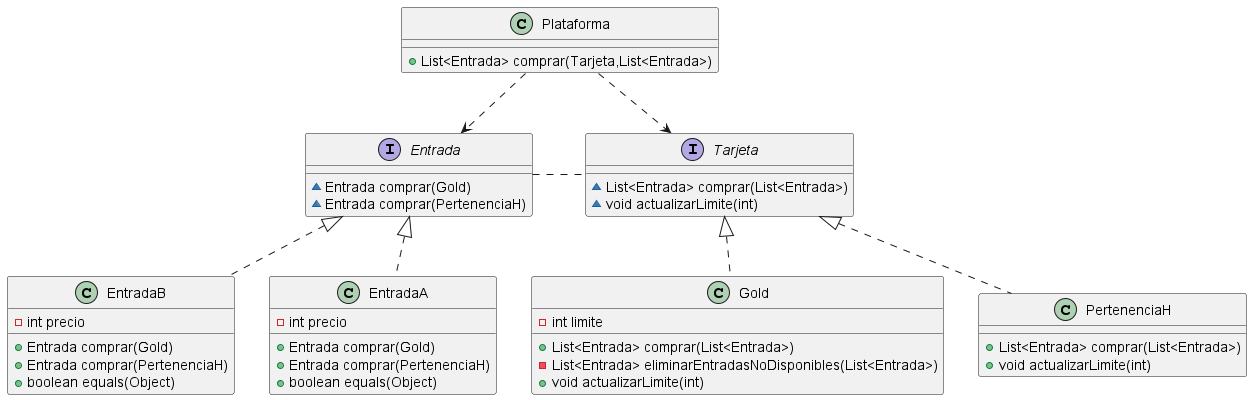 C Plataforma
List<Entrada> comprar(Tarjeta,List<Entrada>)
I Entrada
Entrada comprar(Gold)
Entrada comprar(PertenenciaH)
I Tarjeta
List<Entrada> comprar(List<Entrada>)
void actualizarLimite(int)
C EntradaB
int precio
Entrada comprar(Gold)
Entrada comprar(PertenenciaH)
boolean equals(Object)
C EntradaA
int precio
Entrada comprar(Gold)
Entrada comprar(PertenenciaH)
boolean equals(Object)
C Gold
int limite
List<Entrada> comprar(List<Entrada>)
List<Entrada> eliminarEntradasNoDisponibles(List<Entrada>)
void actualizarLimite(int)
C PertenenciaH
List<Entrada> comprar(List<Entrada>)
void actualizarLimite(int)